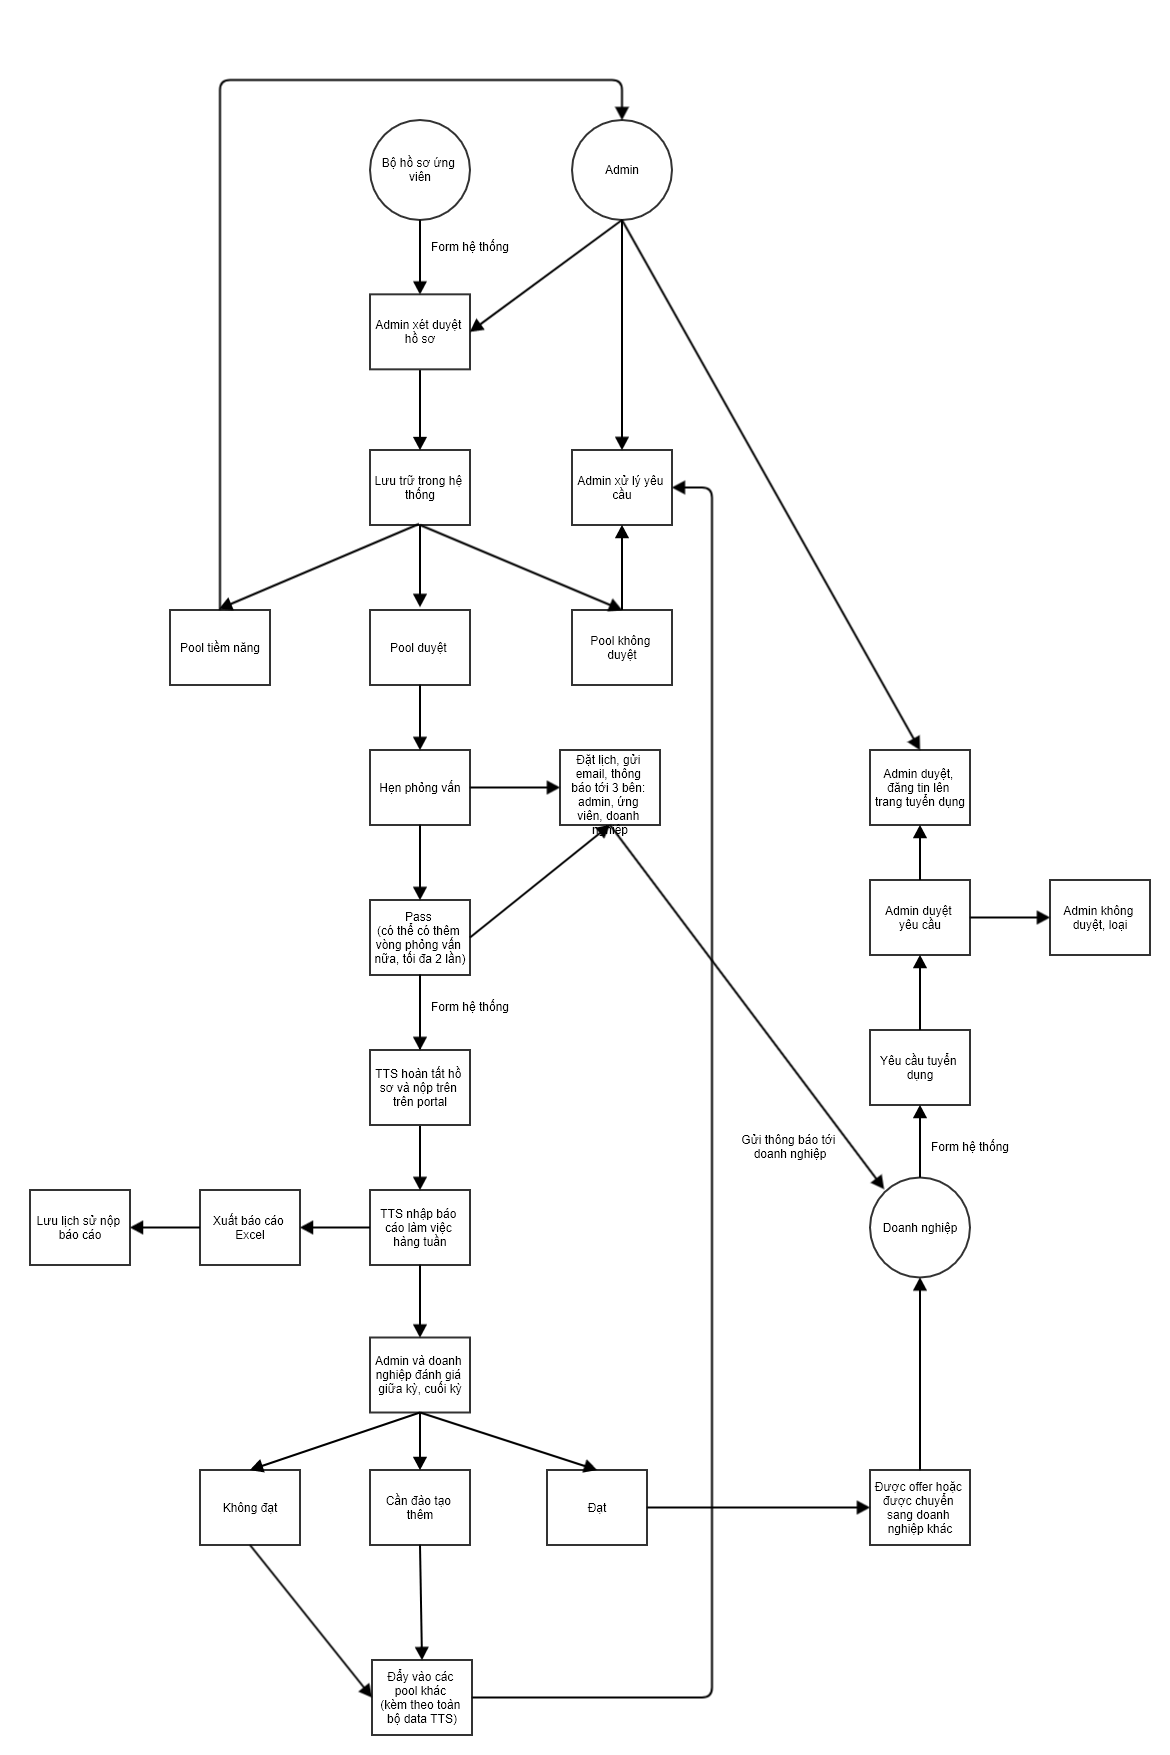 Bộ hồ sơ ứng
viên
Admin
Form hệ thống
Admin xét duyệt
hồ sơ
Lưu trữ trong hệ
thống
Admin xử lý yêu
cầu
Pool tiềm năng
Pool duyệt
Pool không
duyệt
Hẹn phỏng vấn
Đặt lịch, gửi
email, thông
báo tới 3 bên:
admin, ứng
viên, doanh
nghiệp
Admin duyệt,
đăng tin lên
trang tuyển dụng
Pass
(có thể có thêm
vòng phỏng vấn
nữa, tối đa 2 lần)
Admin duyệt
yêu cầu
Admin không
duyệt, loại
Form hệ thống
TTS hoàn tất hồ
sơ và nộp trên
trên portal
Yêu cầu tuyển
dụng
Gửi thông báo tới
doanh nghiệp
Form hệ thống
Lưu lịch sử nộp
báo cáo
Xuất báo cáo
Excel
TTS nhập báo
cáo làm việc
hàng tuần
Doanh nghiệp
Admin và doanh
nghiệp đánh giá
giữa kỳ, cuối kỳ
Không đạt
Cần đào tạo
thêm
Đạt
Được offer hoặc
được chuyển
sang doanh
nghiệp khác
Đẩy vào các
pool khác
(kèm theo toàn
bộ data TTS)